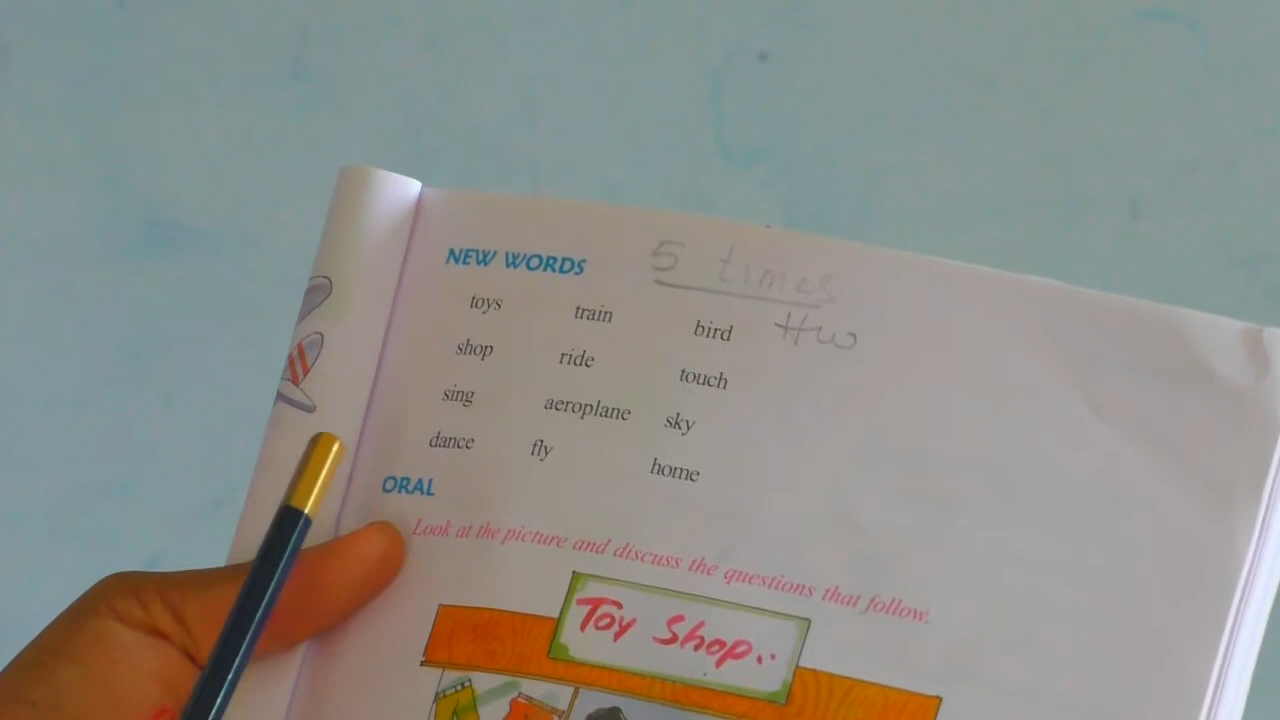 NEW WORDS 5 times
toys train bird HW
shop ride touch
sing aeroplane sky
dance fly home
ORAL
Look at the picture and discuss the questions that follow.
Toy Shop..